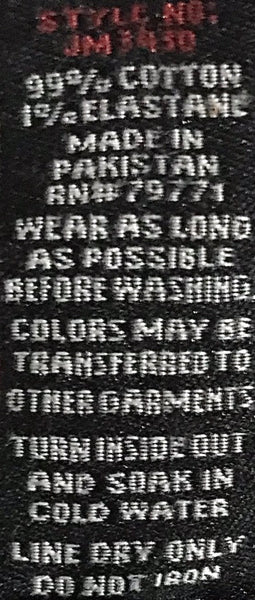 STYLE NO:
JM1430
99% COTTON
1% ELASTANE
MADE IN
PAKISTAN
RN# 79771
WEAR AS LONG
AS POSSIBLE
BEFORE WASHING
COLORS MAY BE
TRANSFERRED TO
OTHER GARMENTS
TURN INSIDE OUT
AND SOAK IN
COLD WATER
LINE DRY ONLY
DO NOT IRON